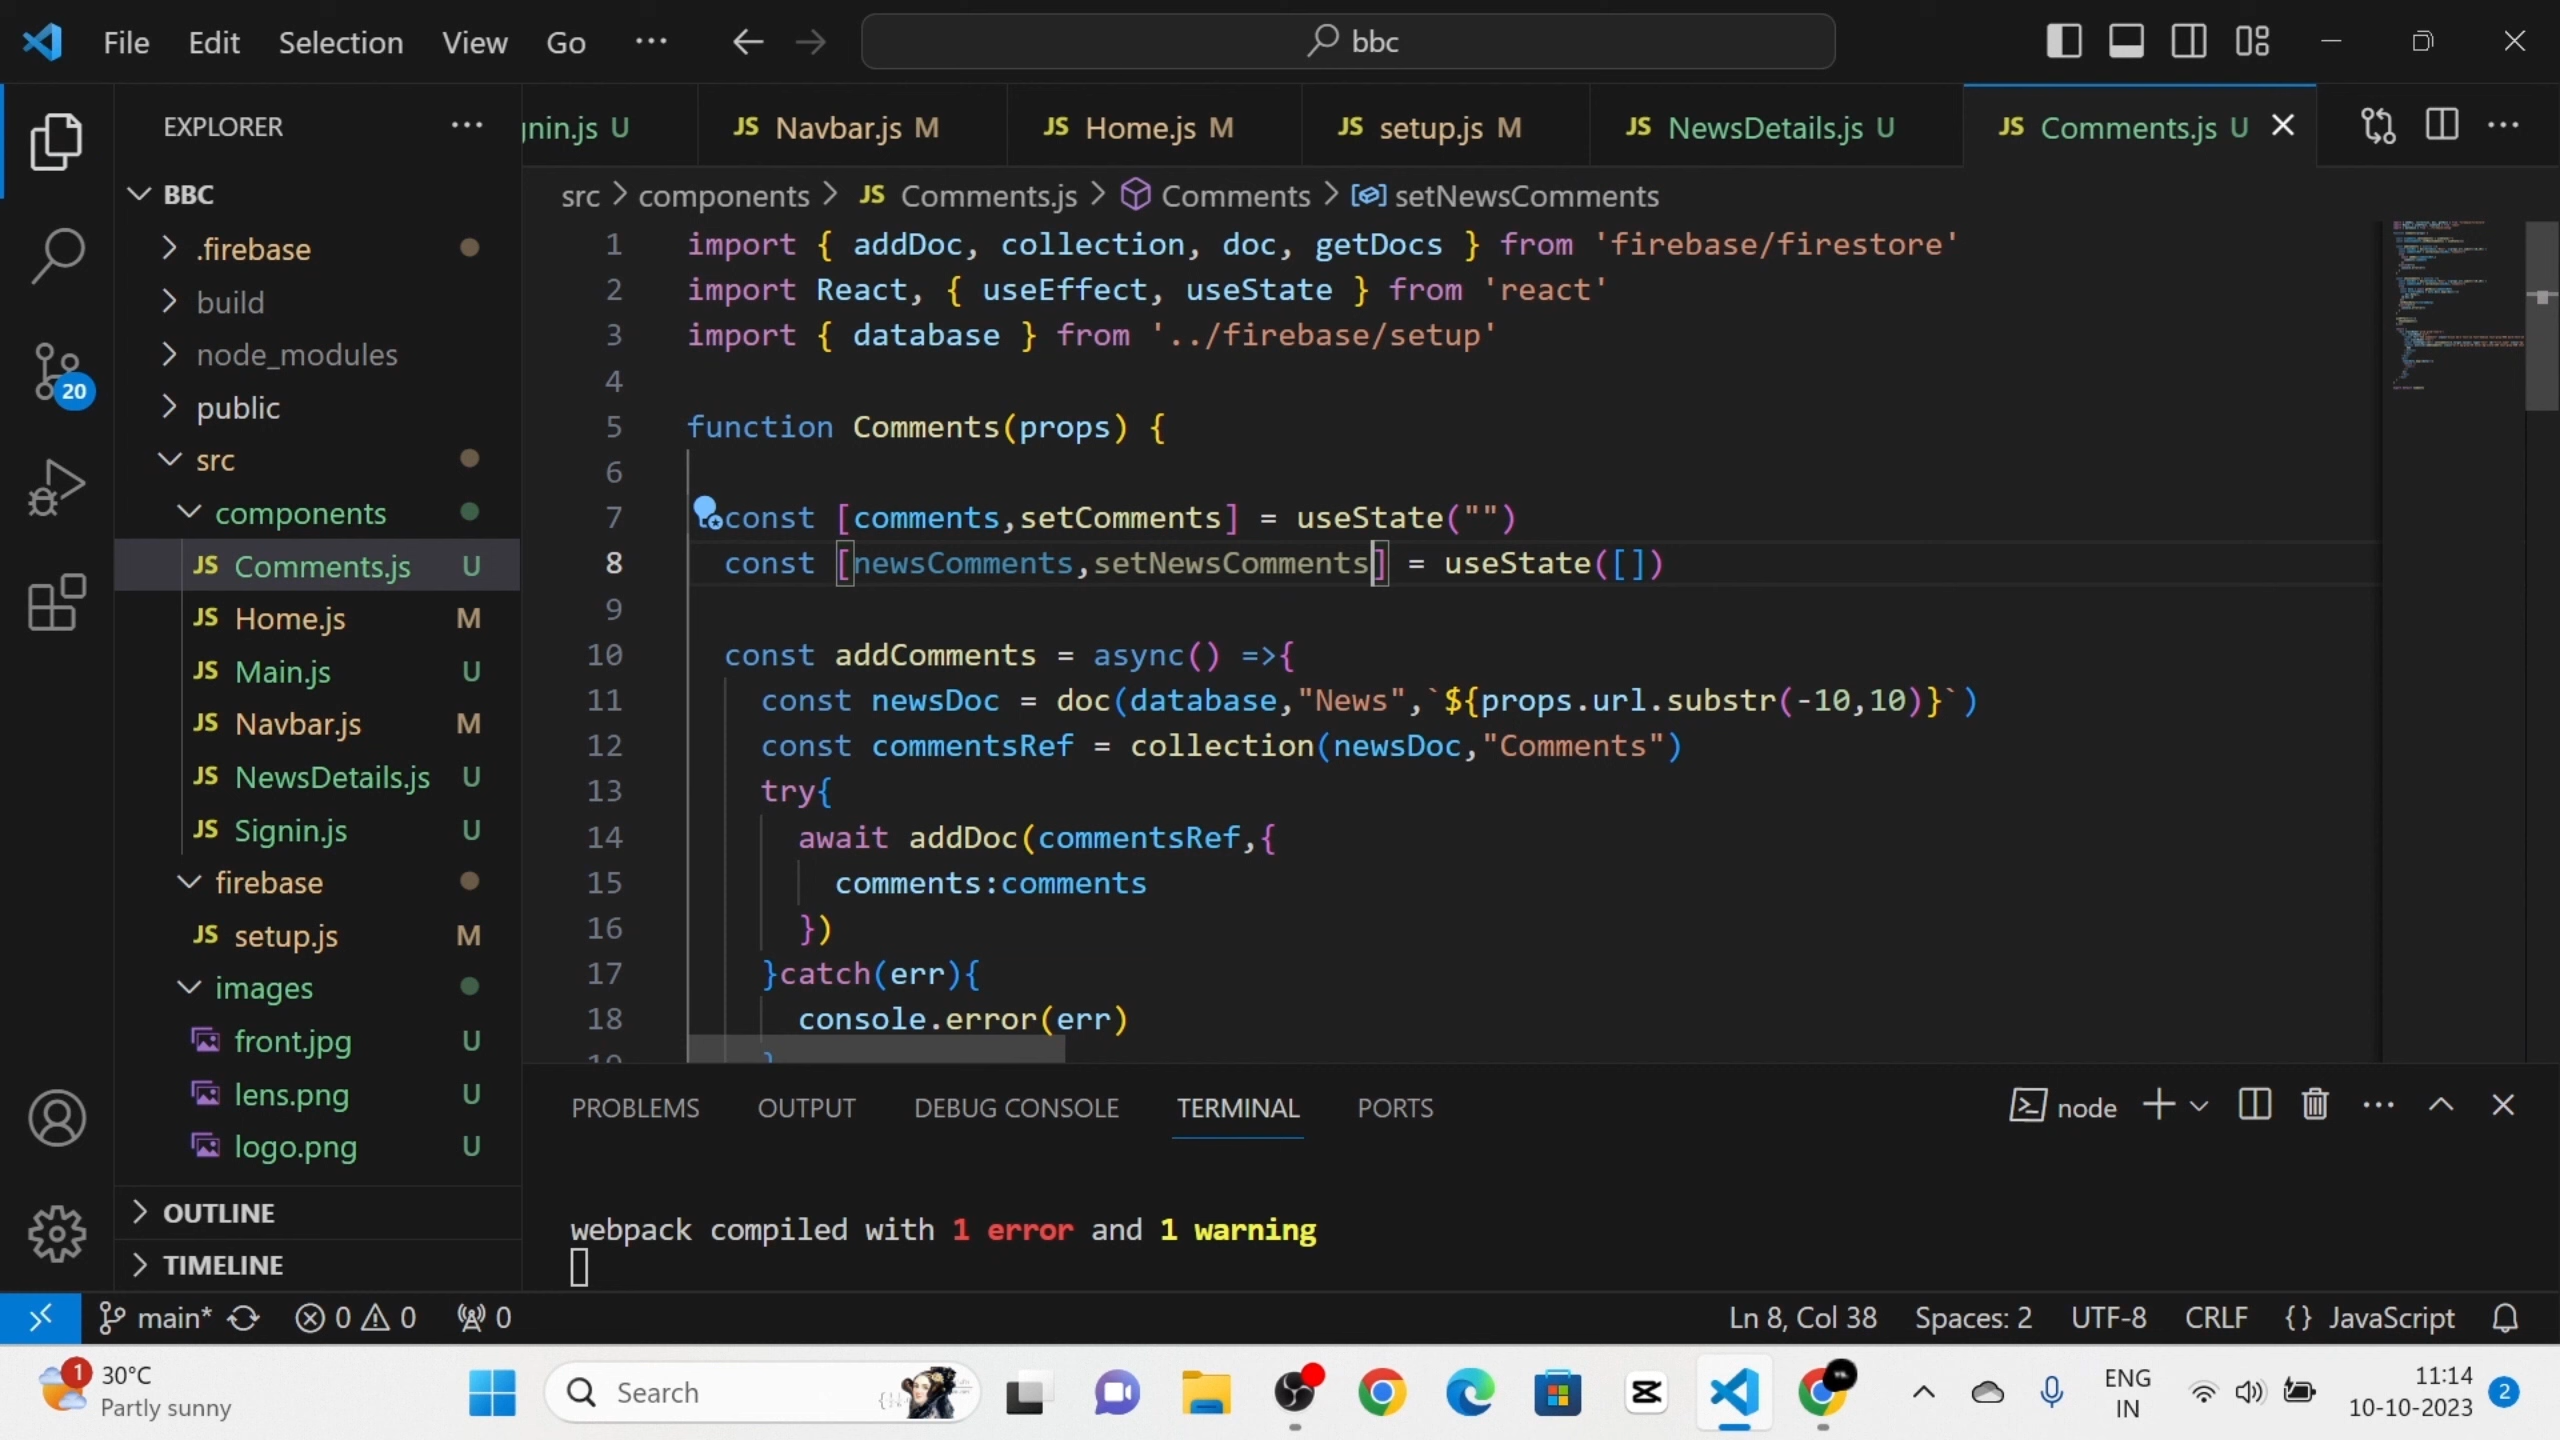 File Edit Selection View Go ··· bbc
EXPLORER ···
gnin.js U JS Navbar.js M JS Home.js M JS setup.js M JS NewsDetails.js U JS Comments.js U ···
src > components > JS Comments.js > Comments > setNewsComments
BBC
.firebase
build
node_modules
public
src
components
JS Comments.js U
JS Home.js M
JS Main.js U
JS Navbar.js M
JS NewsDetails.js U
JS Signin.js U
firebase
JS setup.js M
images
front.jpg U
lens.png U
logo.png U
OUTLINE
TIMELINE
20
1 import { addDoc, collection, doc, getDocs } from 'firebase/firestore'
2 import React, { useEffect, useState } from 'react'
3 import { database } from '../firebase/setup'
4
5 function Comments(props) {
6
7 const [comments,setComments] = useState("")
8 const [newsComments,setNewsComments] = useState([])
9
10 const addComments = async() =>{
11 const newsDoc = doc(database,"News",`${props.url.substr(-10,10)}`)
12 const commentsRef = collection(newsDoc,"Comments")
13 try{
14 await addDoc(commentsRef,{
15 comments:comments
16 })
17 }catch(err){
18 console.error(err)
19 }
PROBLEMS OUTPUT DEBUG CONSOLE TERMINAL PORTS node ···
webpack compiled with 1 error and 1 warning
main* 0 0 0 Ln 8, Col 38 Spaces: 2 UTF-8 CRLF {} JavaScript
1 30°C
Partly sunny
Search
ENG
IN
11:14
10-10-2023
2